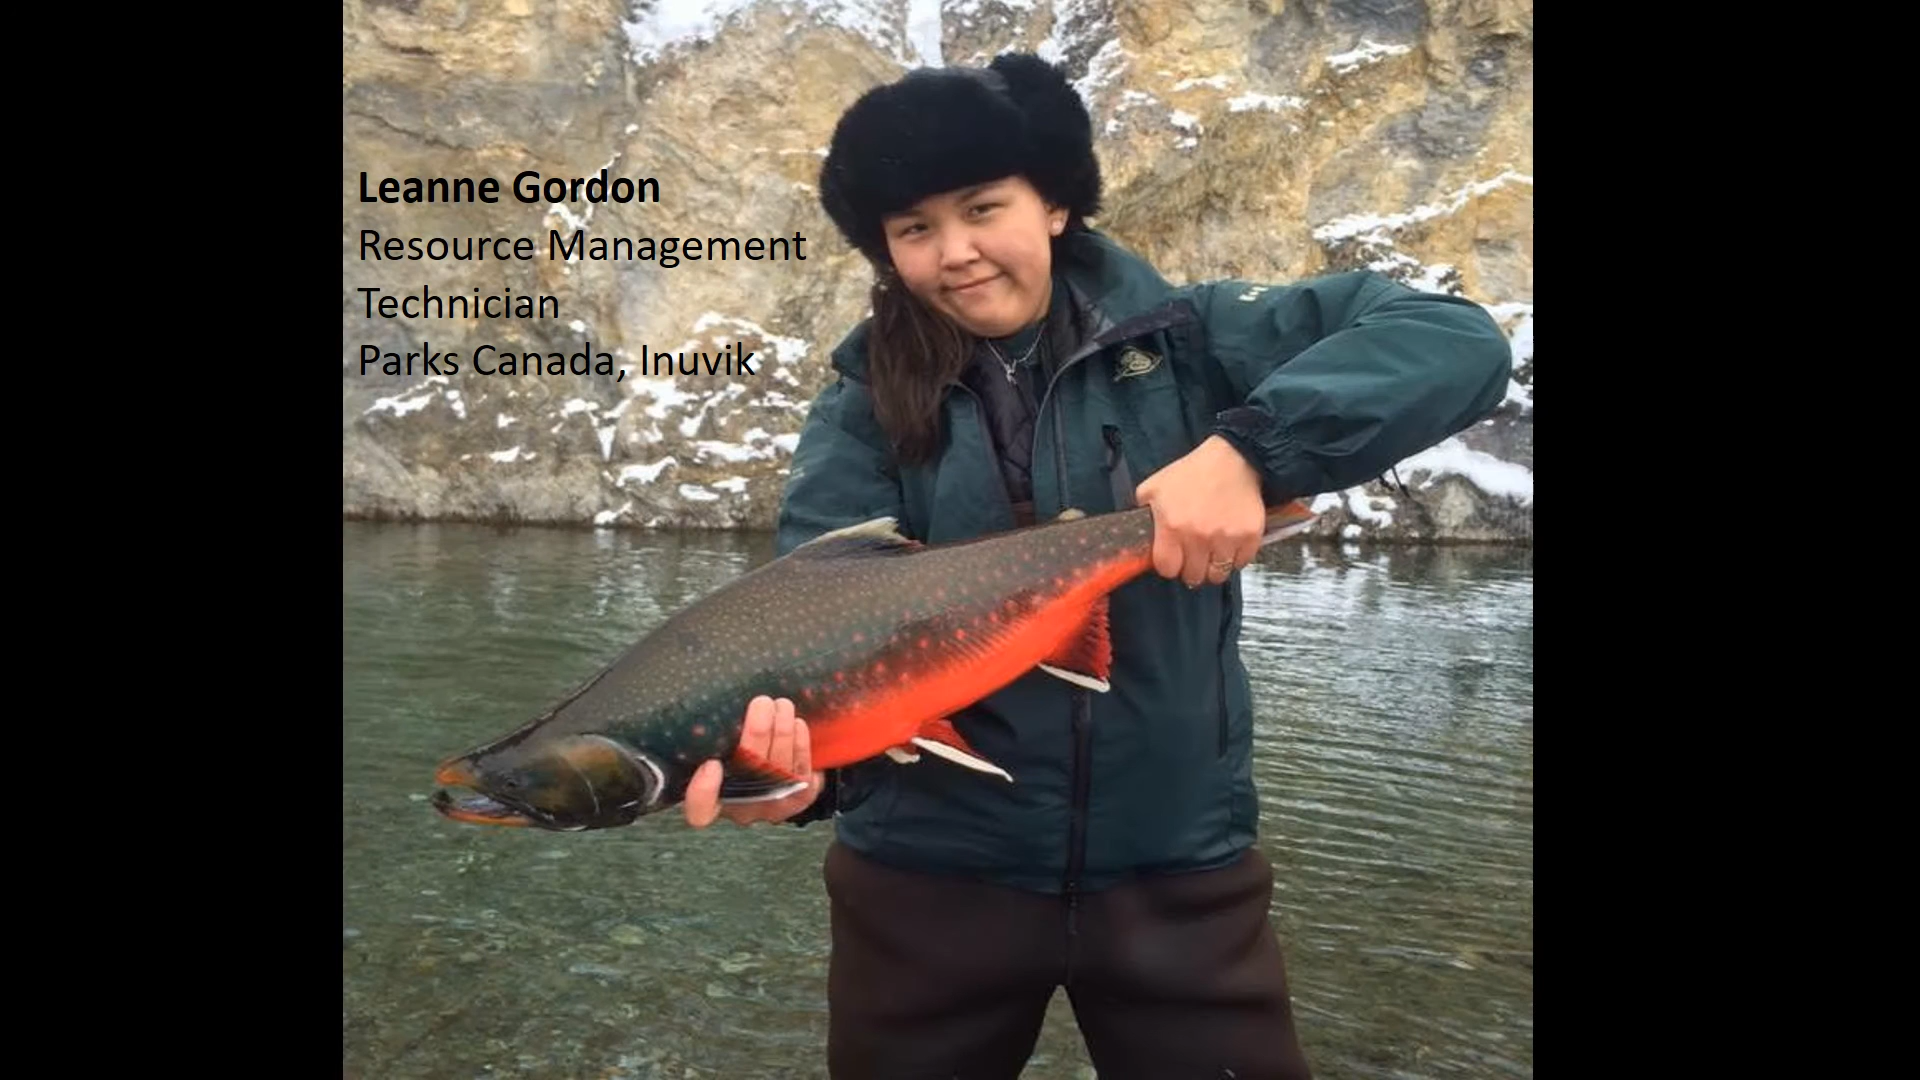 Leanne Gordon
Resource Management
Technician
Parks Canada, Inuvik